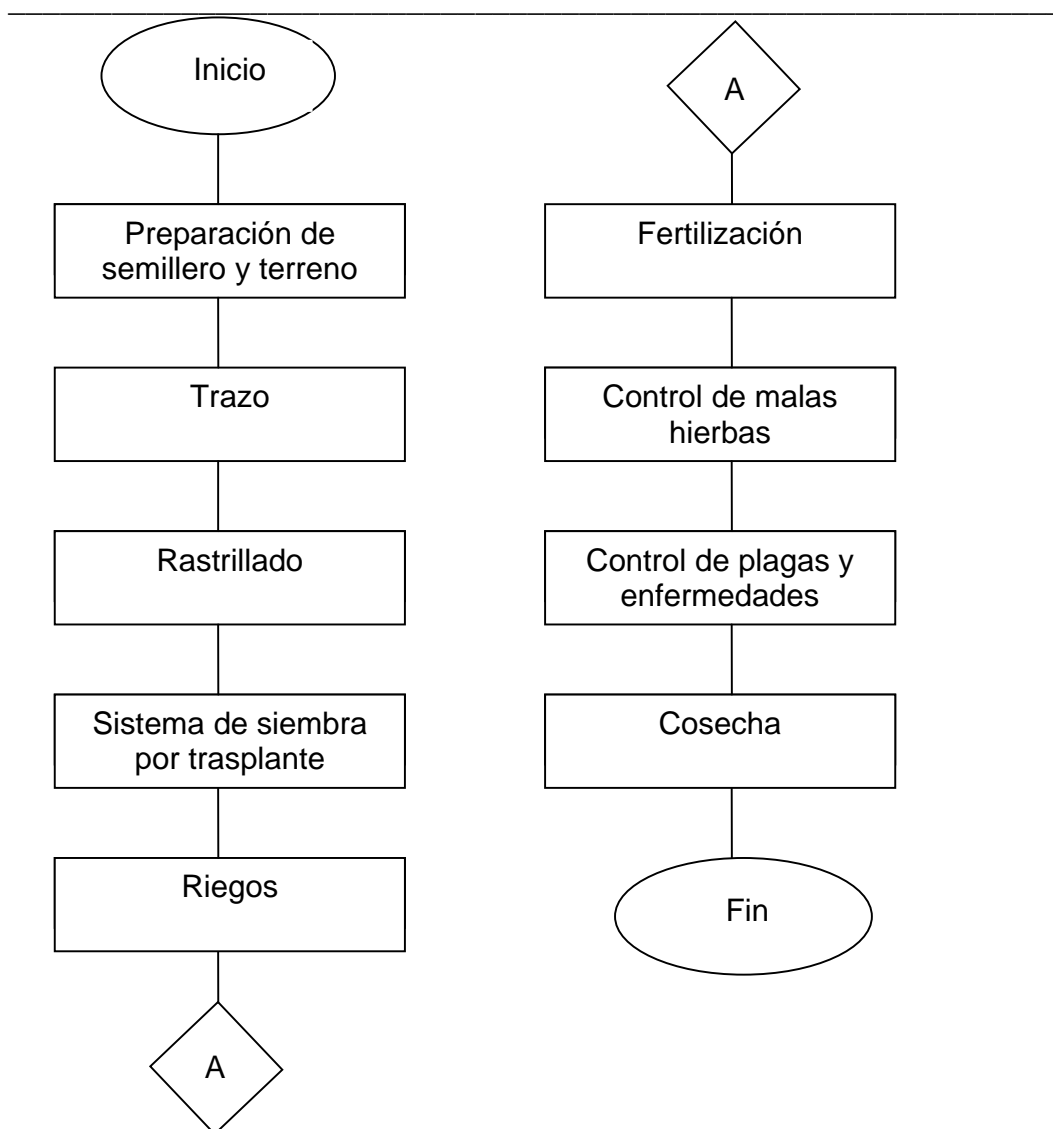 Inicio
Preparación de
semillero y terreno
Trazo
Rastrillado
Sistema de siembra
por trasplante
Riegos
A
A
Fertilización
Control de malas
hierbas
Control de plagas y
enfermedades
Cosecha
Fin